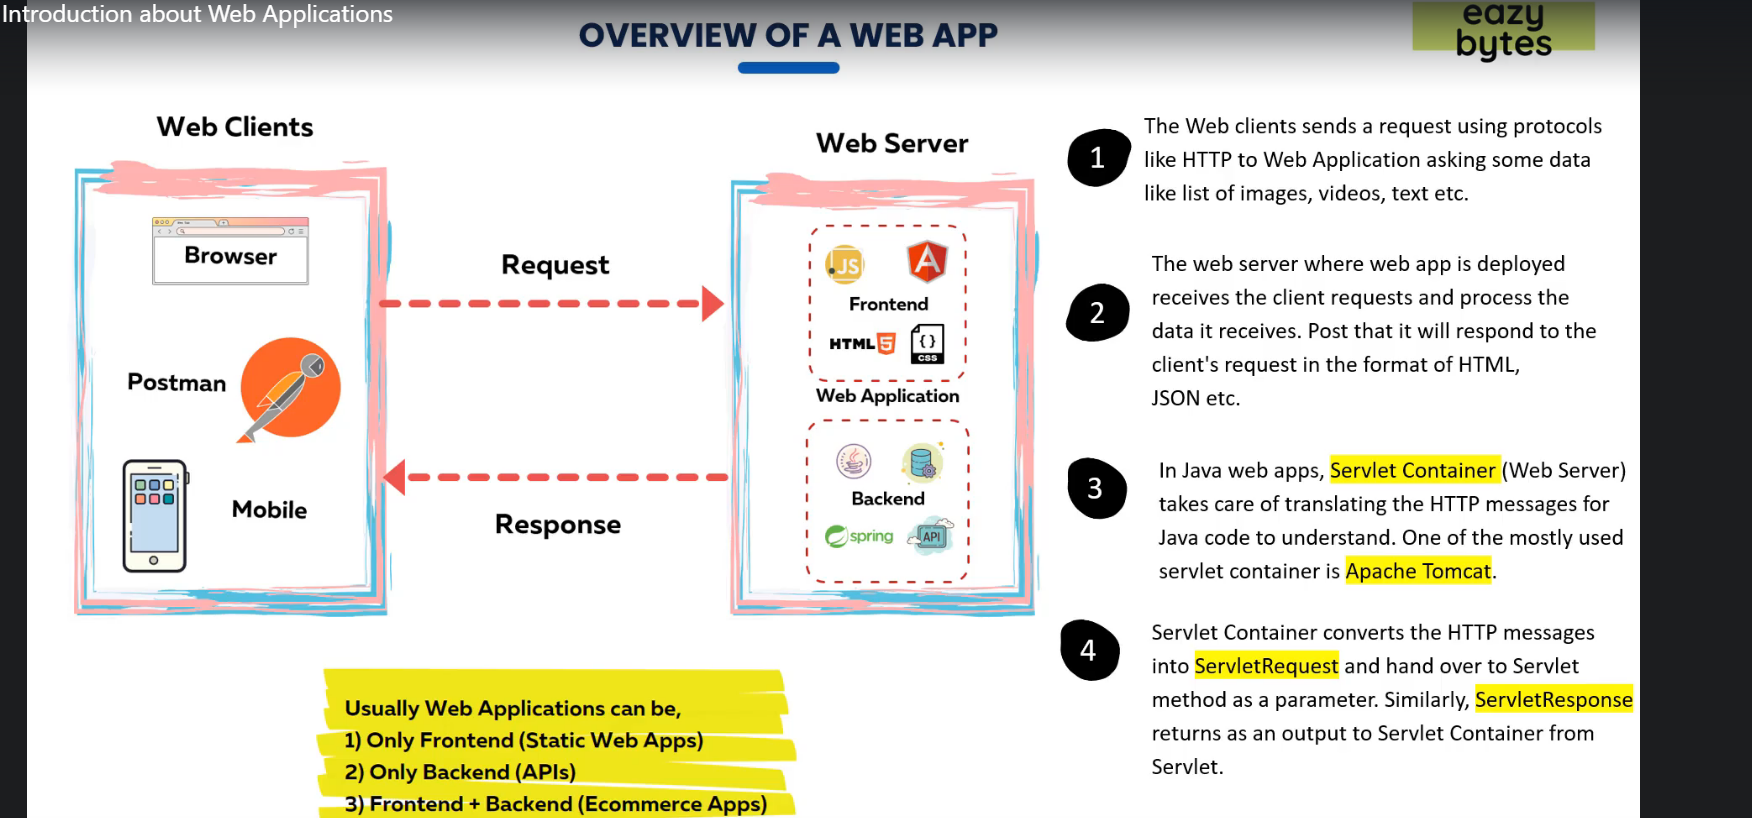 Introduction about Web Applications
OVERVIEW OF A WEB APP
eazy
bytes
Web Clients
Browser
Postman
Mobile
Request
Response
Web Server
JS
A
Frontend
HTML 5
{ }
CSS
Web Application
Backend
spring
API
Usually Web Applications can be,
1) Only Frontend (Static Web Apps)
2) Only Backend (APIs)
3) Frontend + Backend (Ecommerce Apps)
1
The Web clients sends a request using protocols
like HTTP to Web Application asking some data
like list of images, videos, text etc.
2
The web server where web app is deployed
receives the client requests and process the
data it receives. Post that it will respond to the
client's request in the format of HTML,
JSON etc.
3
In Java web apps, Servlet Container (Web Server)
takes care of translating the HTTP messages for
Java code to understand. One of the mostly used
servlet container is Apache Tomcat.
4
Servlet Container converts the HTTP messages
into ServletRequest and hand over to Servlet
method as a parameter. Similarly, ServletResponse
returns as an output to Servlet Container from
Servlet.